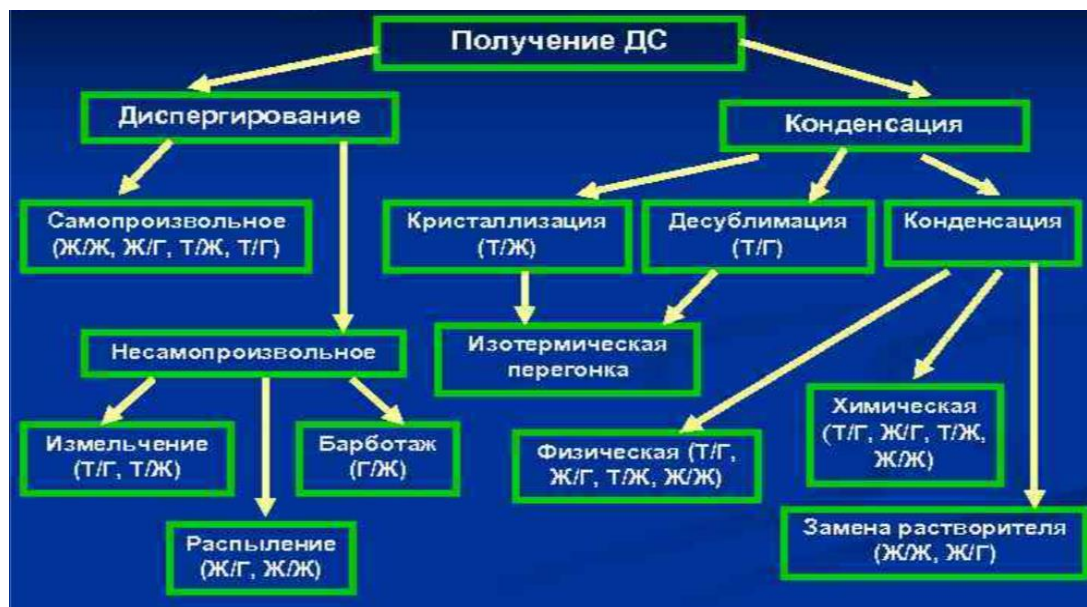 Получение ДС
Диспергирование
Конденсация
Самопроизвольное
(Ж/Ж, Ж/Г, Т/Ж, Т/Г)
Кристаллизация
(Т/Ж)
Десублимация
(Т/Г)
Конденсация
Несамопроизвольное
Изотермическая
перегонка
Измельчение
(Т/Г, Т/Ж)
Барботаж
(Г/Ж)
Распыление
(Ж/Г, Ж/Ж)
Физическая (Т/Г,
Ж/Г, Т/Ж, Ж/Ж)
Химическая
(Т/Г, Ж/Г, Т/Ж,
Ж/Ж)
Замена растворителя
(Ж/Ж, Ж/Г)